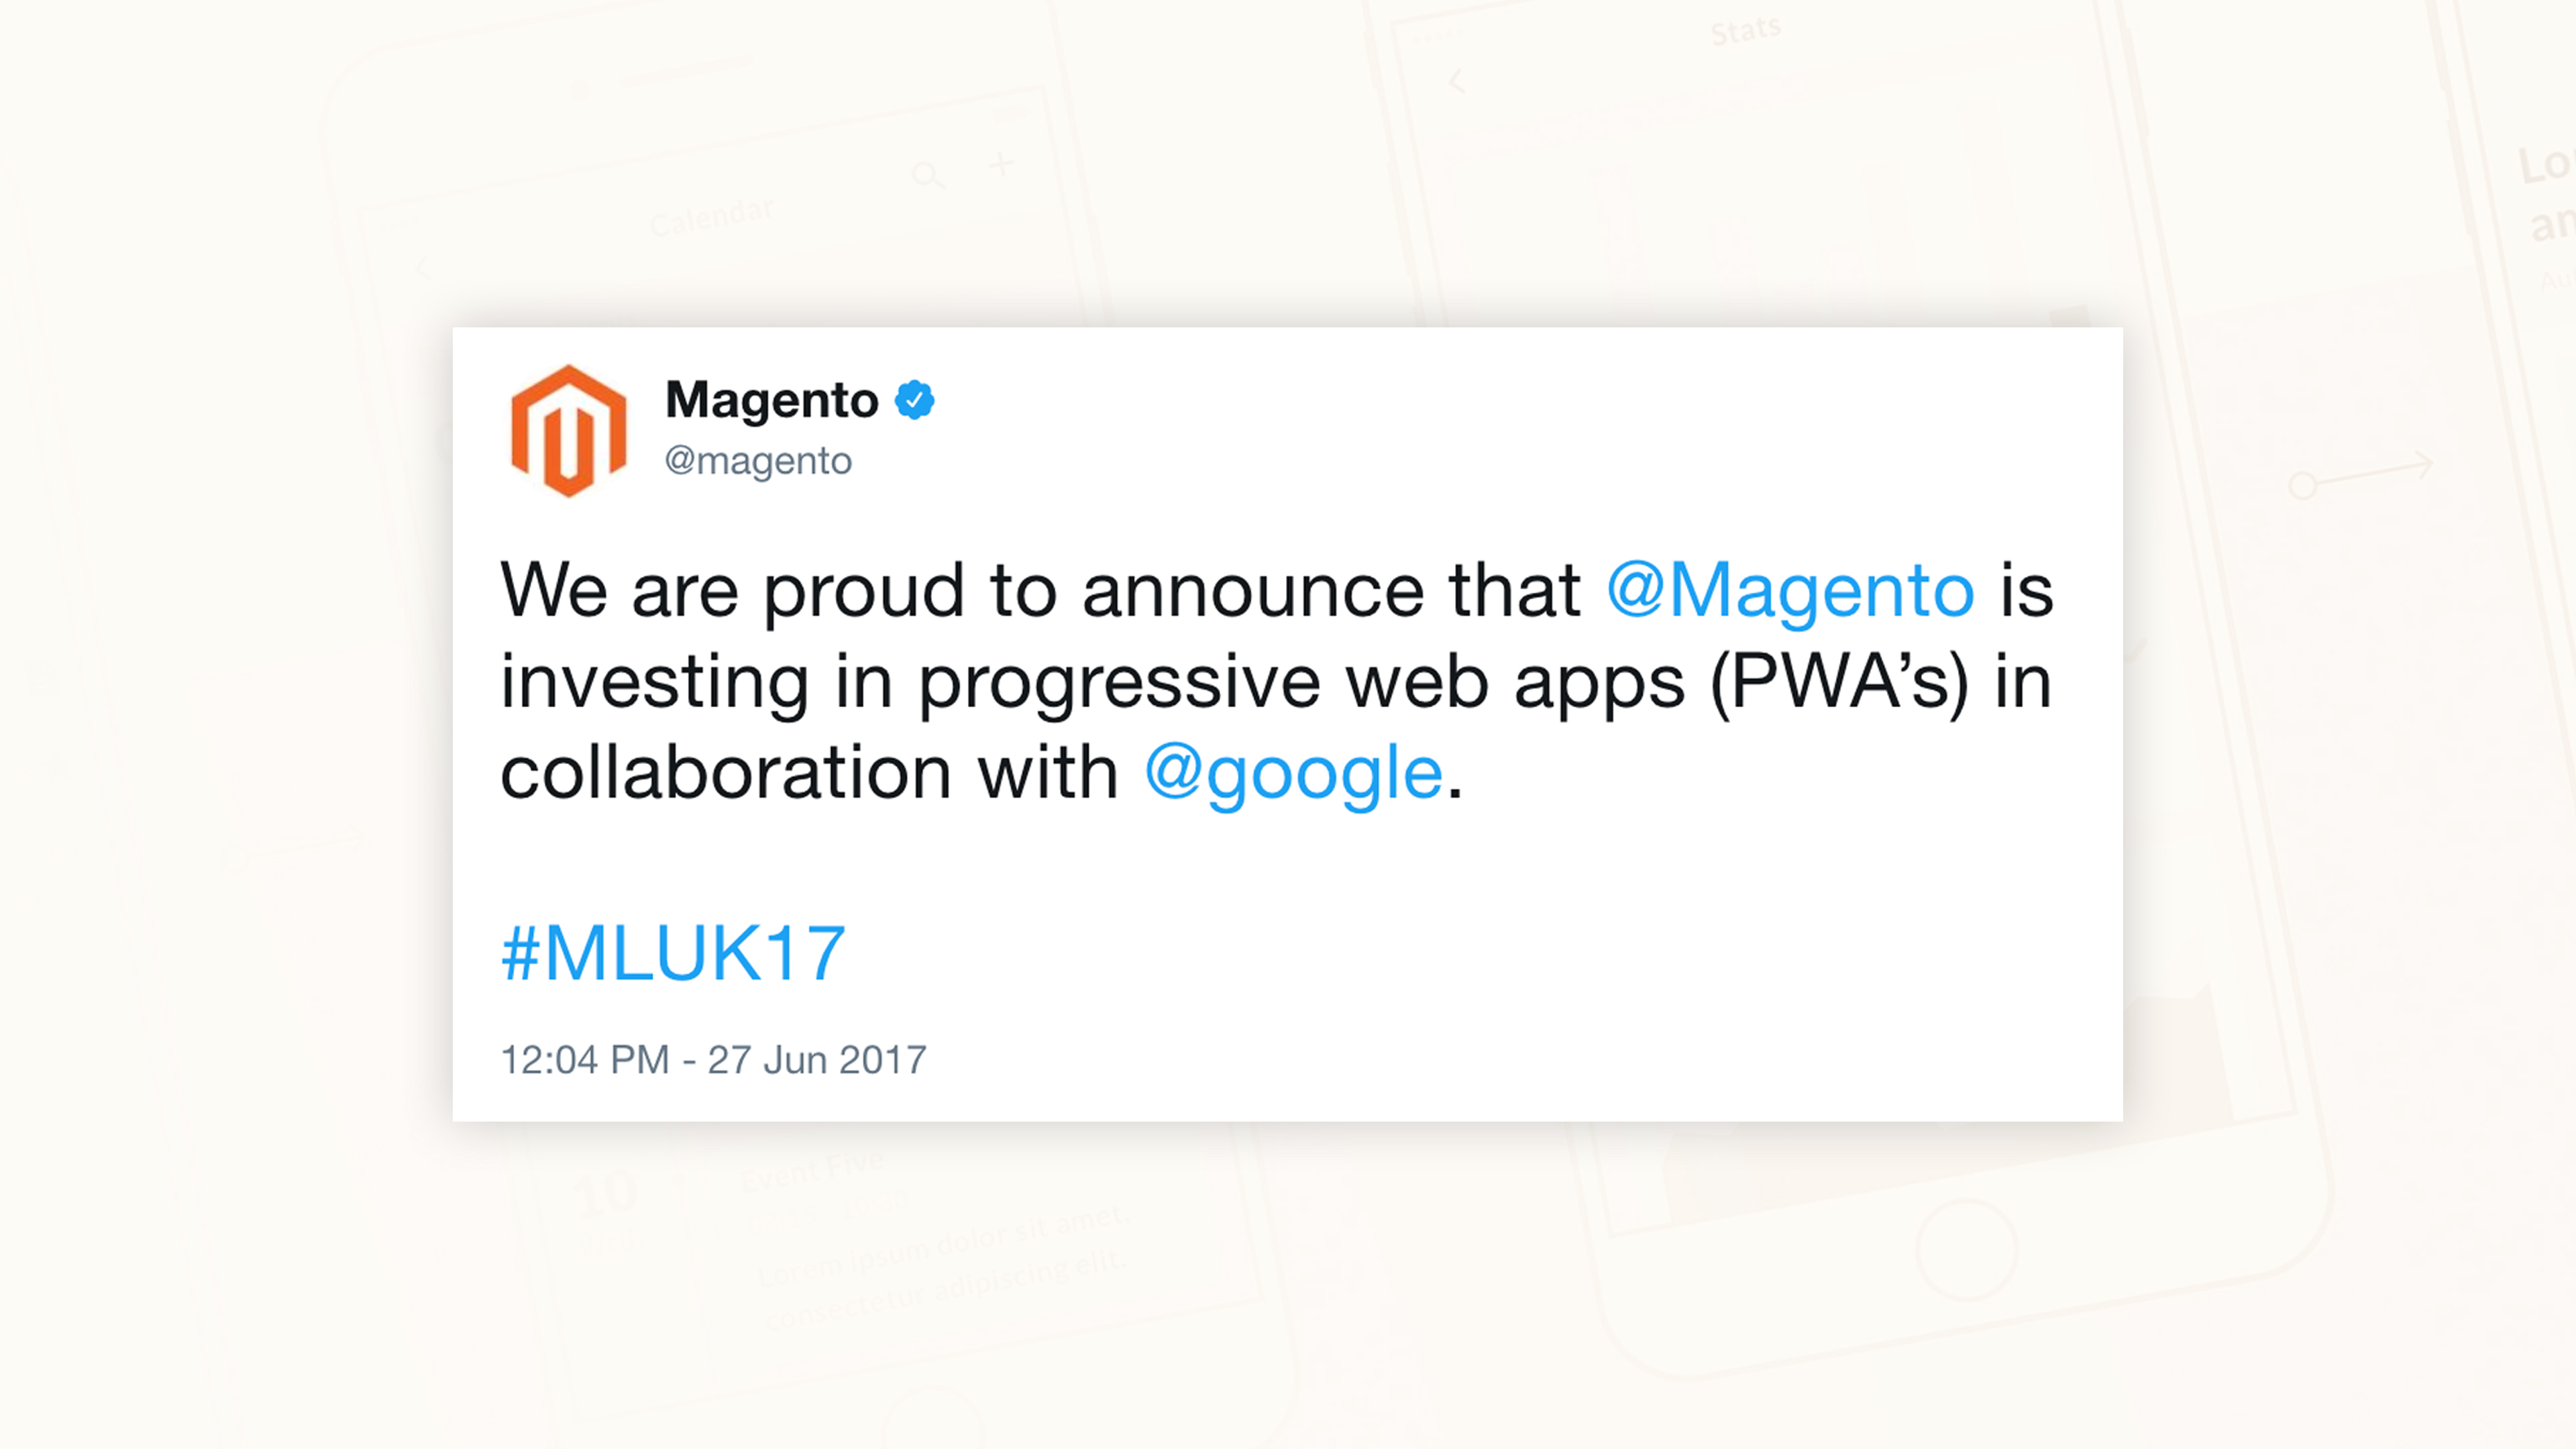 Stats
Calendar
Lo
an
Magento
@magento
We are proud to announce that @Magento is
investing in progressive web apps (PWA’s) in
collaboration with @google.
#MLUK17
12:04 PM - 27 Jun 2017
10
Event Five
Lorem ipsum dolor sit amet,
consectetur adipiscing elit.